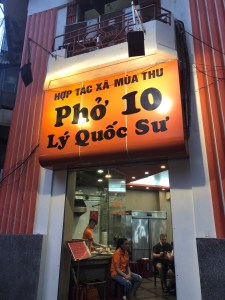 HỢP TÁC XÃ MÙA THU
Phở 10
Lý Quốc Sư